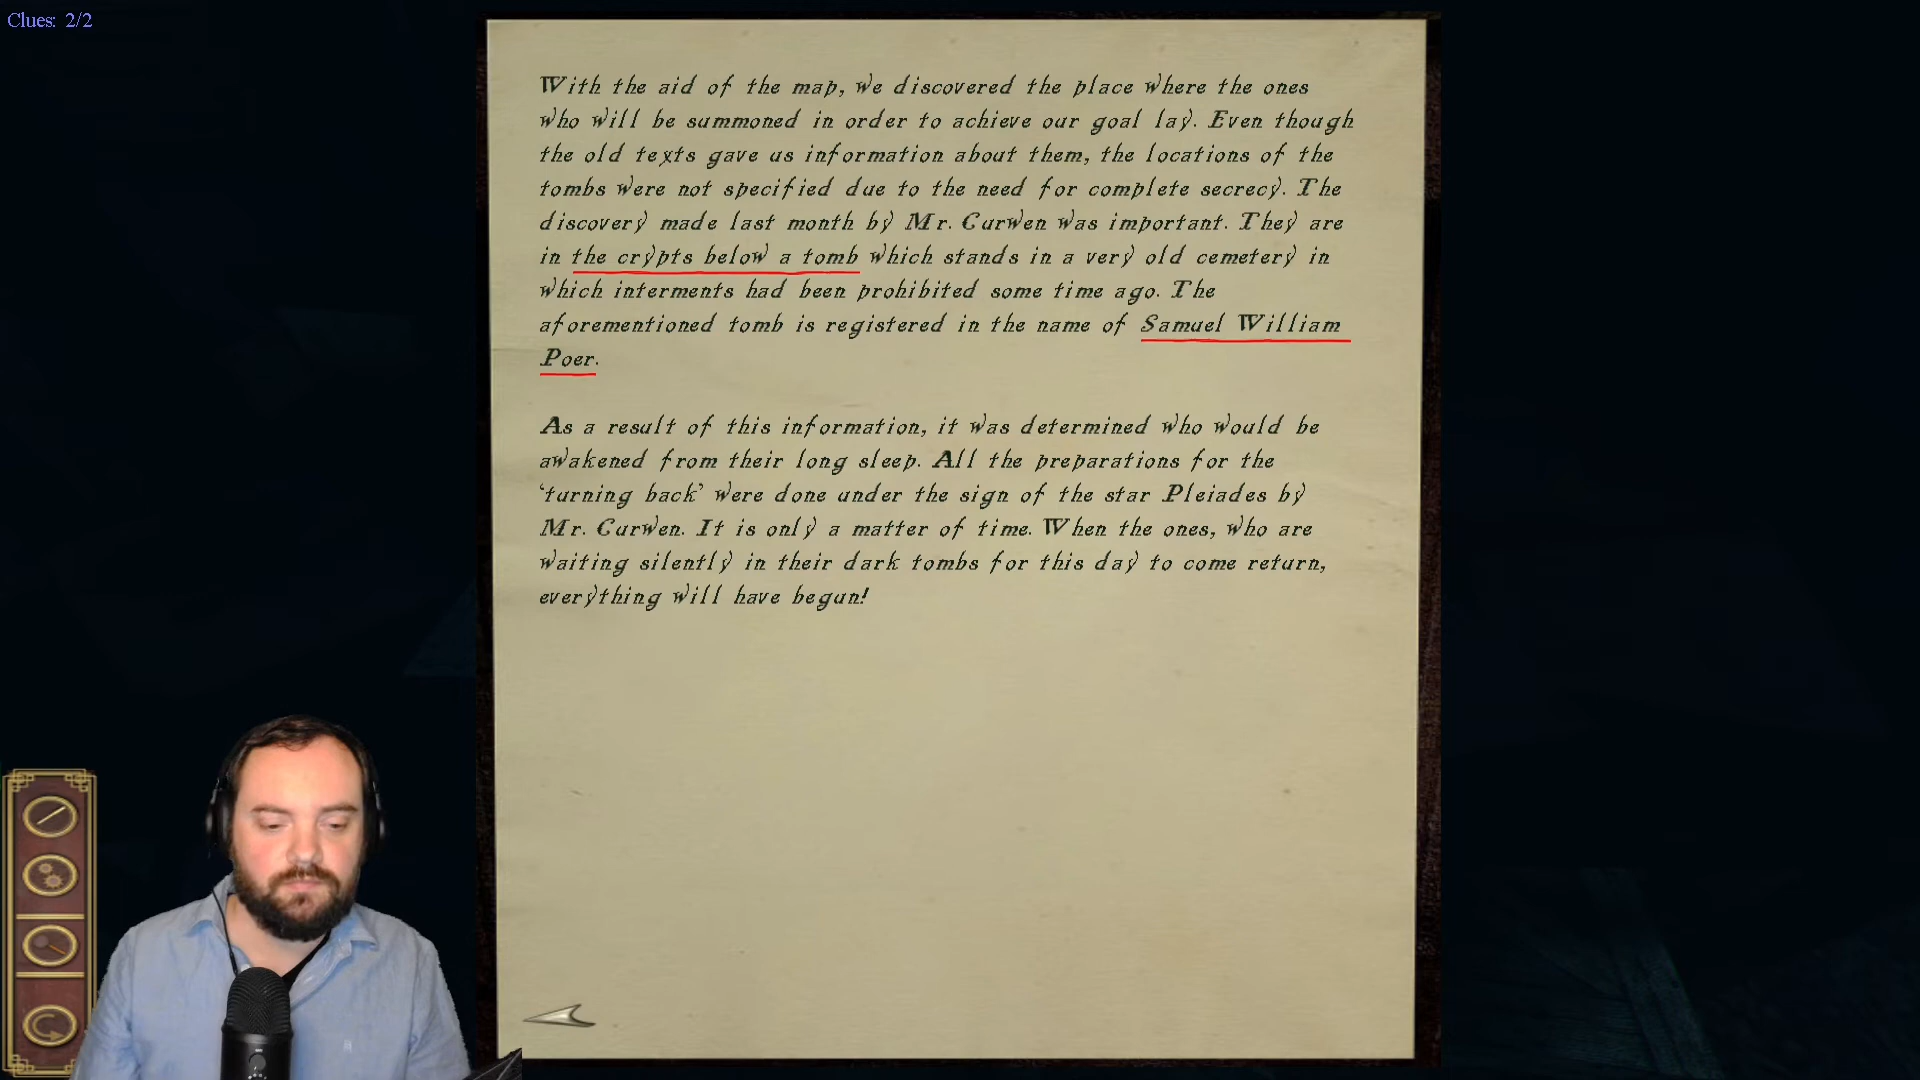 Clues: 2/2
With the aid of the map, we discovered the place where the ones
who will be summoned in order to achieve our goal lay. Even though
the old texts gave us information about them, the locations of the
tombs were not specified due to the need for complete secrecy. The
discovery made last month by Mr. Curwen was important. They are
in the crypts below a tomb which stands in a very old cemetery in
which interments had been prohibited some time ago. The
aforementioned tomb is registered in the name of Samuel William
Poer.
As a result of this information, it was determined who would be
awakened from their long sleep. All the preparations for the
‘turning back’ were done under the sign of the star Pleiades by
Mr. Curwen. It is only a matter of time. When the ones, who are
waiting silently in their dark tombs for this day to come return,
everything will have begun!